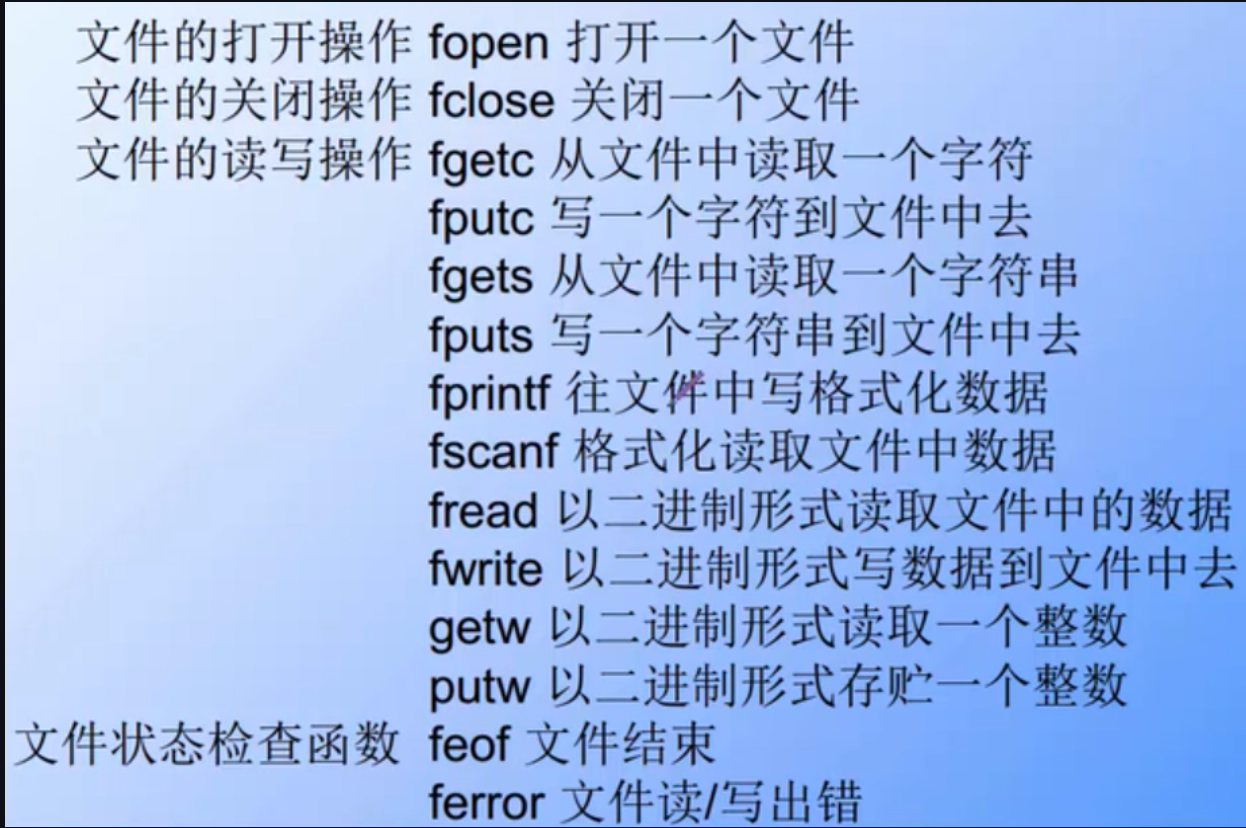 文件的打开操作 fopen 打开一个文件
文件的关闭操作 fclose 关闭一个文件
文件的读写操作 fgetc 从文件中读取一个字符
fputc 写一个字符到文件中去
fgets 从文件中读取一个字符串
fputs 写一个字符串到文件中去
fprintf 往文件中写格式化数据
fscanf 格式化读取文件中数据
fread 以二进制形式读取文件中的数据
fwrite 以二进制形式写数据到文件中去
getw 以二进制形式读取一个整数
putw 以二进制形式存贮一个整数
文件状态检查函数 feof 文件结束
ferror 文件读/写出错